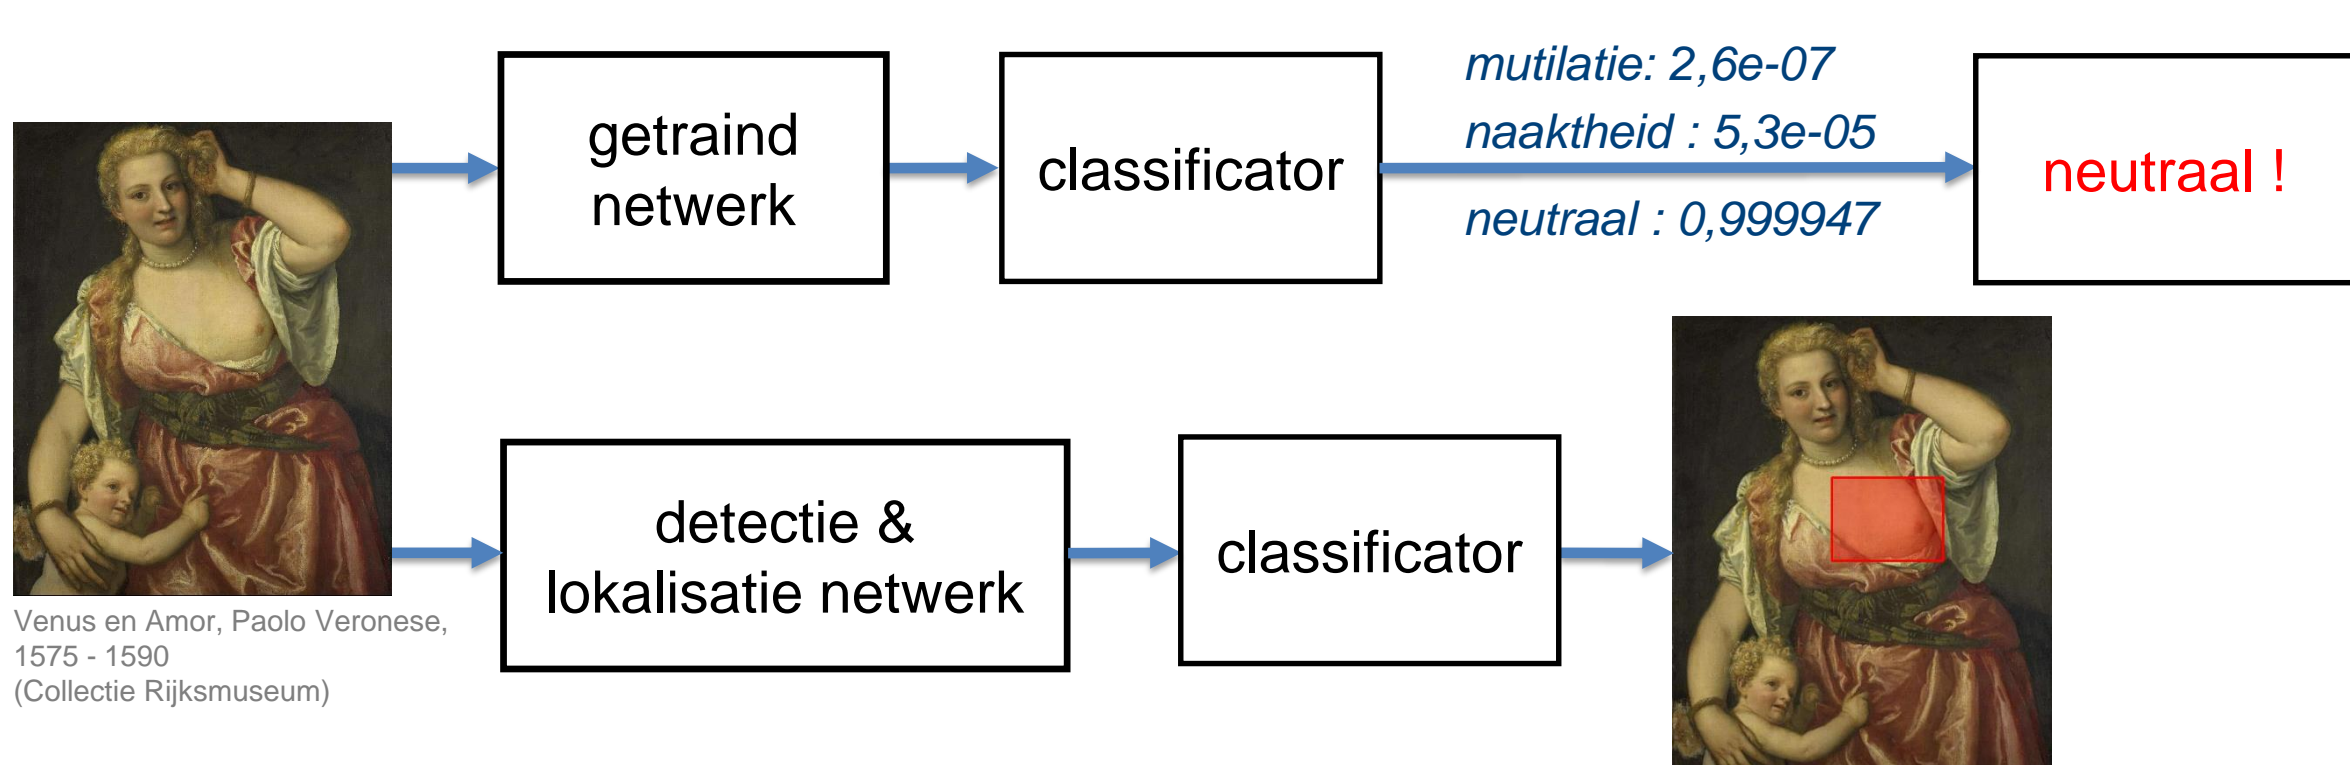 getraind
netwerk
classificator
mutilatie: 2,6e-07
naaktheid : 5,3e-05
neutraal : 0,999947
neutraal !
detectie &
lokalisatie netwerk
classificator
Venus en Amor, Paolo Veronese,
1575 - 1590
(Collectie Rijksmuseum)